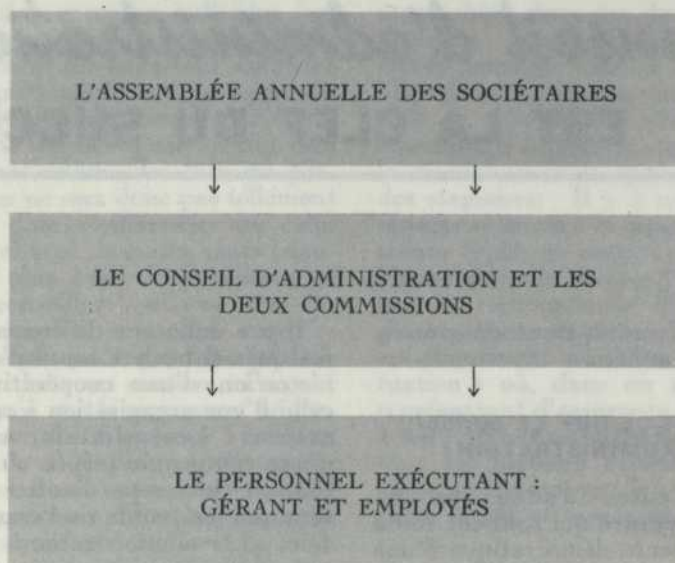 L'ASSEMBLÉE ANNUELLE DES SOCIÉTAIRES
LE CONSEIL D'ADMINISTRATION ET LES
DEUX COMMISSIONS
LE PERSONNEL EXÉCUTANT :
GÉRANT ET EMPLOYÉS